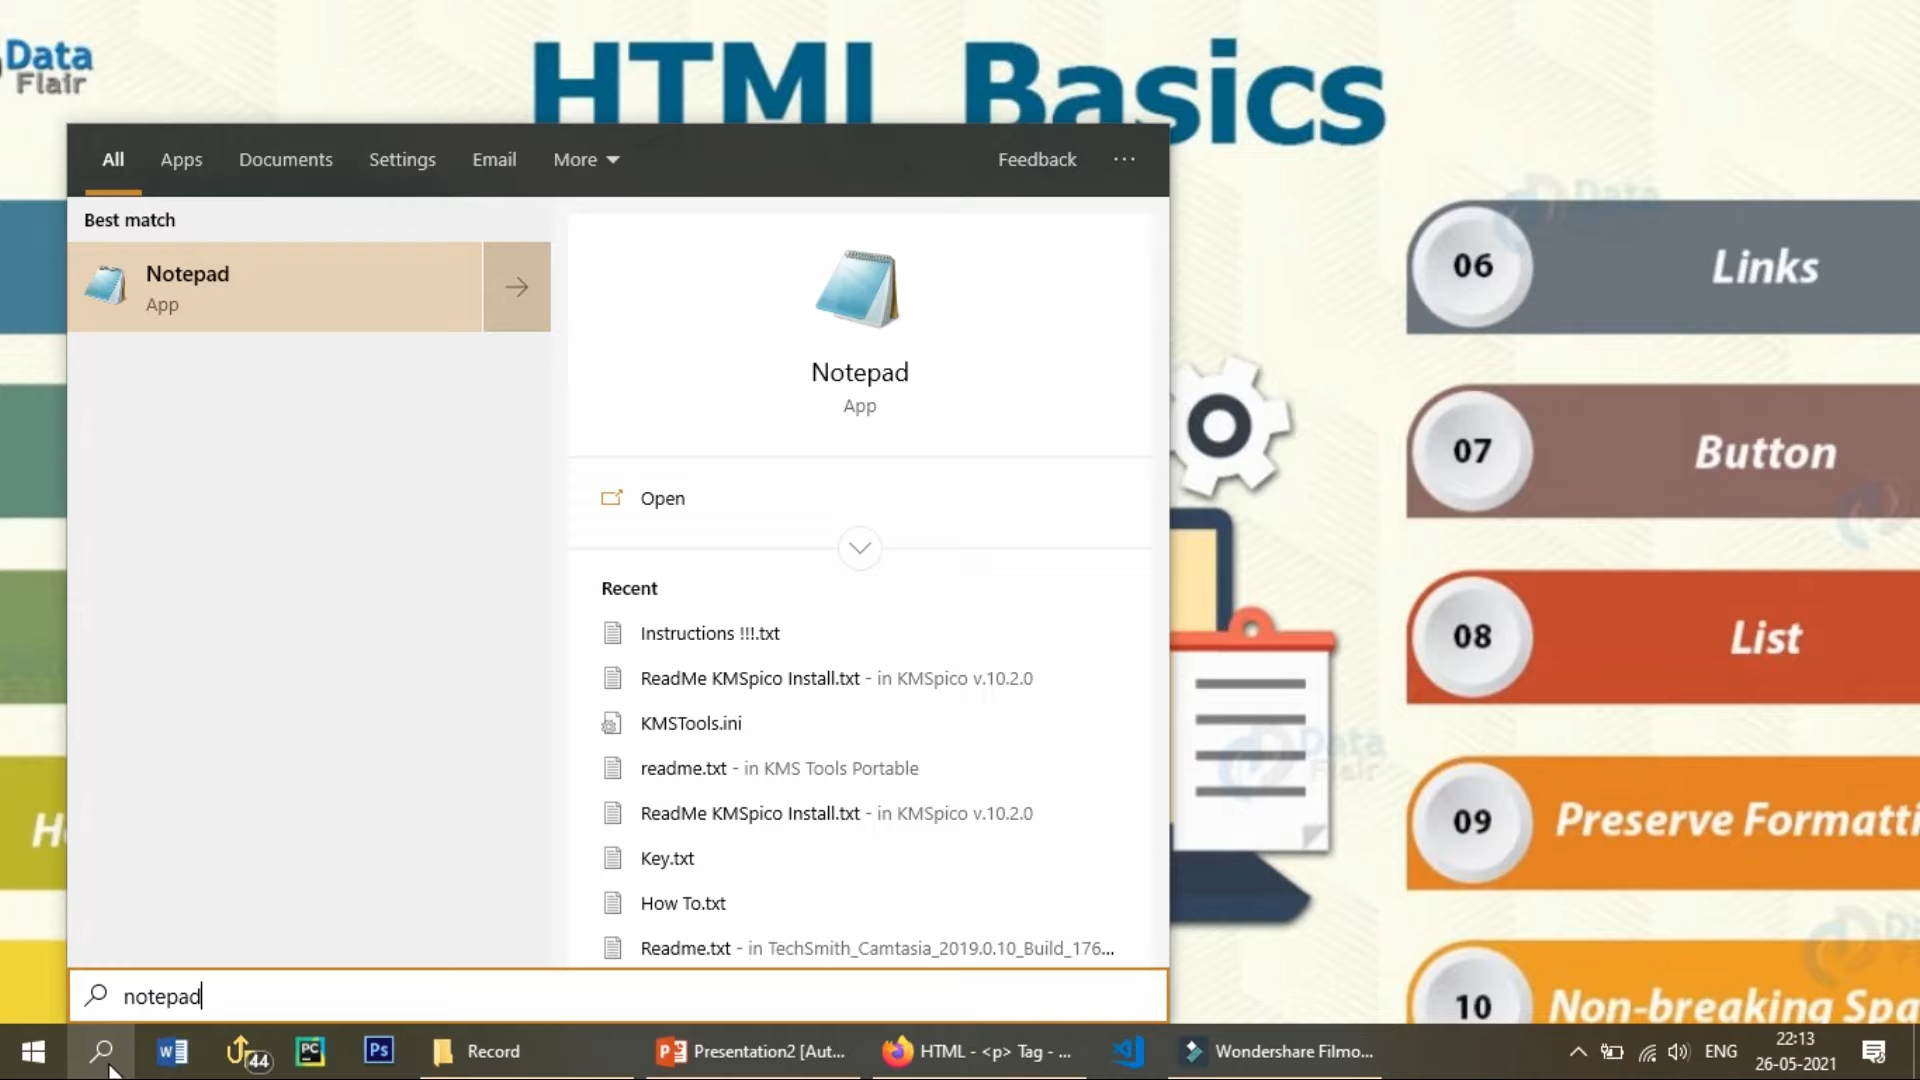 Data
Flair
HTML Basics
All Apps Documents Settings Email More Feedback ···
Best match
Notepad
App
Notepad
App
Open
Recent
Instructions !!!.txt
ReadMe KMSpico Install.txt - in KMSpico v.10.2.0
KMSTools.ini
readme.txt - in KMS Tools Portable
ReadMe KMSpico Install.txt - in KMSpico v.10.2.0
Key.txt
How To.txt
Readme.txt - in TechSmith_Camtasia_2019.0.10_Build_176...
notepad
06 Links
07 Button
08 List
09 Preserve Formatti
10 Non-breaking Spa
Data
Flair
44
PC
Ps
Record
Presentation2 [Aut...
HTML - <p> Tag - ...
Wondershare Filmo...
ENG
22:13
26-05-2021